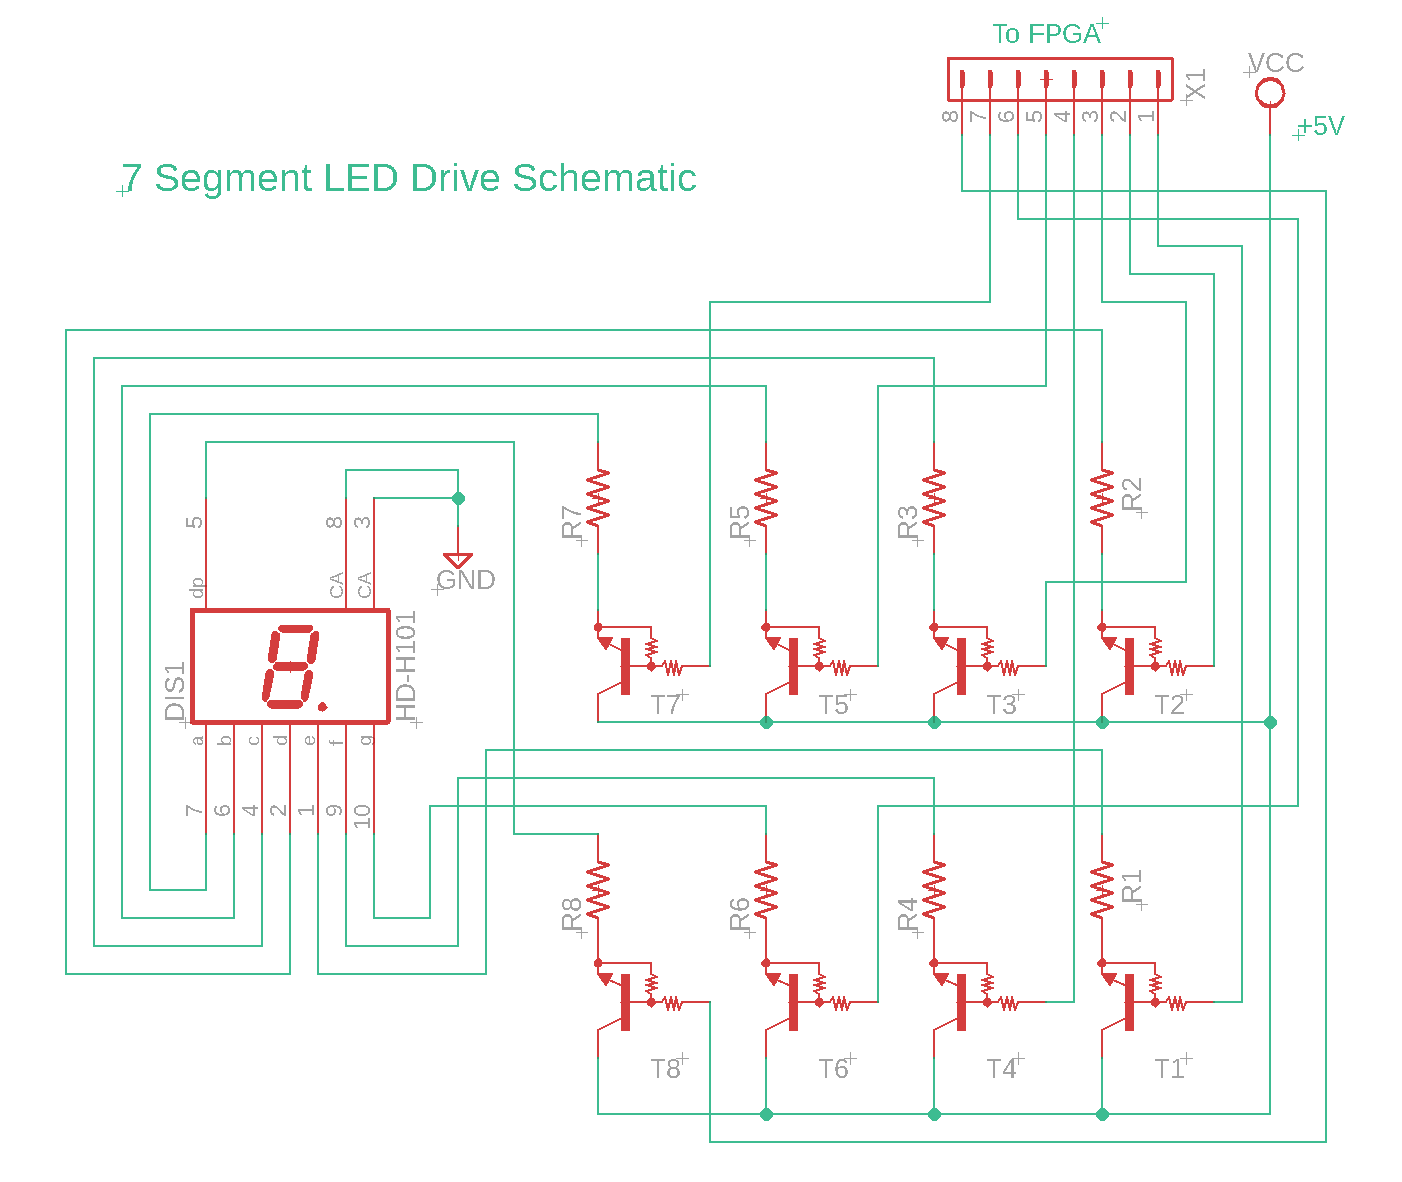 To FPGA
VCC
X1
8 7 6 5 4 3 2 1
+5V
7 Segment LED Drive Schematic
5 8 3
dp CA CA
GND
DIS1
HD-H101
a b c d e f g
7 6 4 2 1 9 10
R7 R5 R3 R2
T7 T5 T3 T2
R8 R6 R4 R1
T8 T6 T4 T1